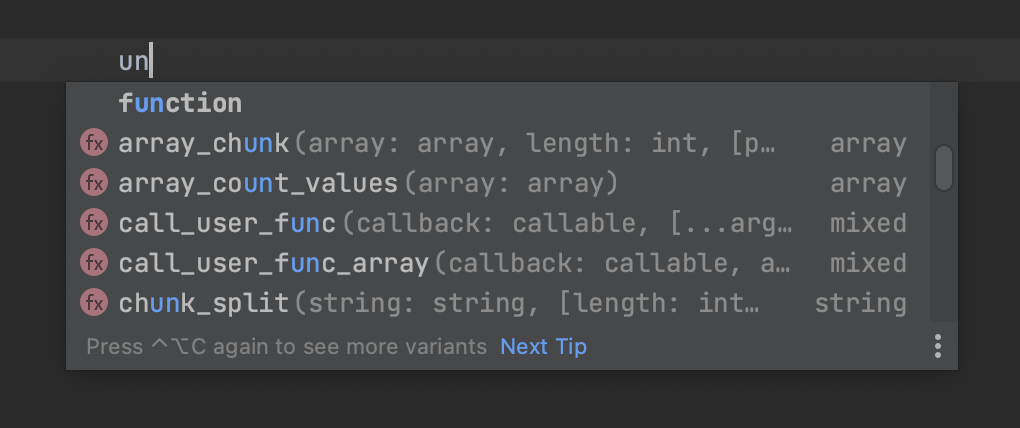 un
function
fx array_chunk(array: array, length: int, [p… array
fx array_count_values(array: array) array
fx call_user_func(callback: callable, [...arg… mixed
fx call_user_func_array(callback: callable, a… mixed
fx chunk_split(string: string, [length: int… string
Press ⌃⌥C again to see more variants Next Tip